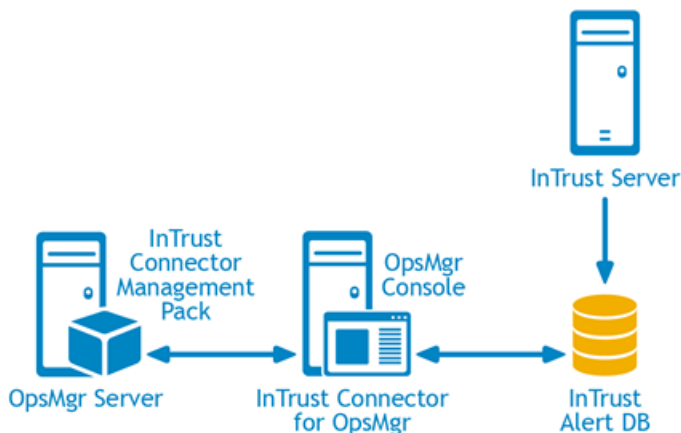 InTrust Server
InTrust
Connector
Management
Pack
OpsMgr
Console
OpsMgr Server
InTrust Connector
for OpsMgr
InTrust
Alert DB